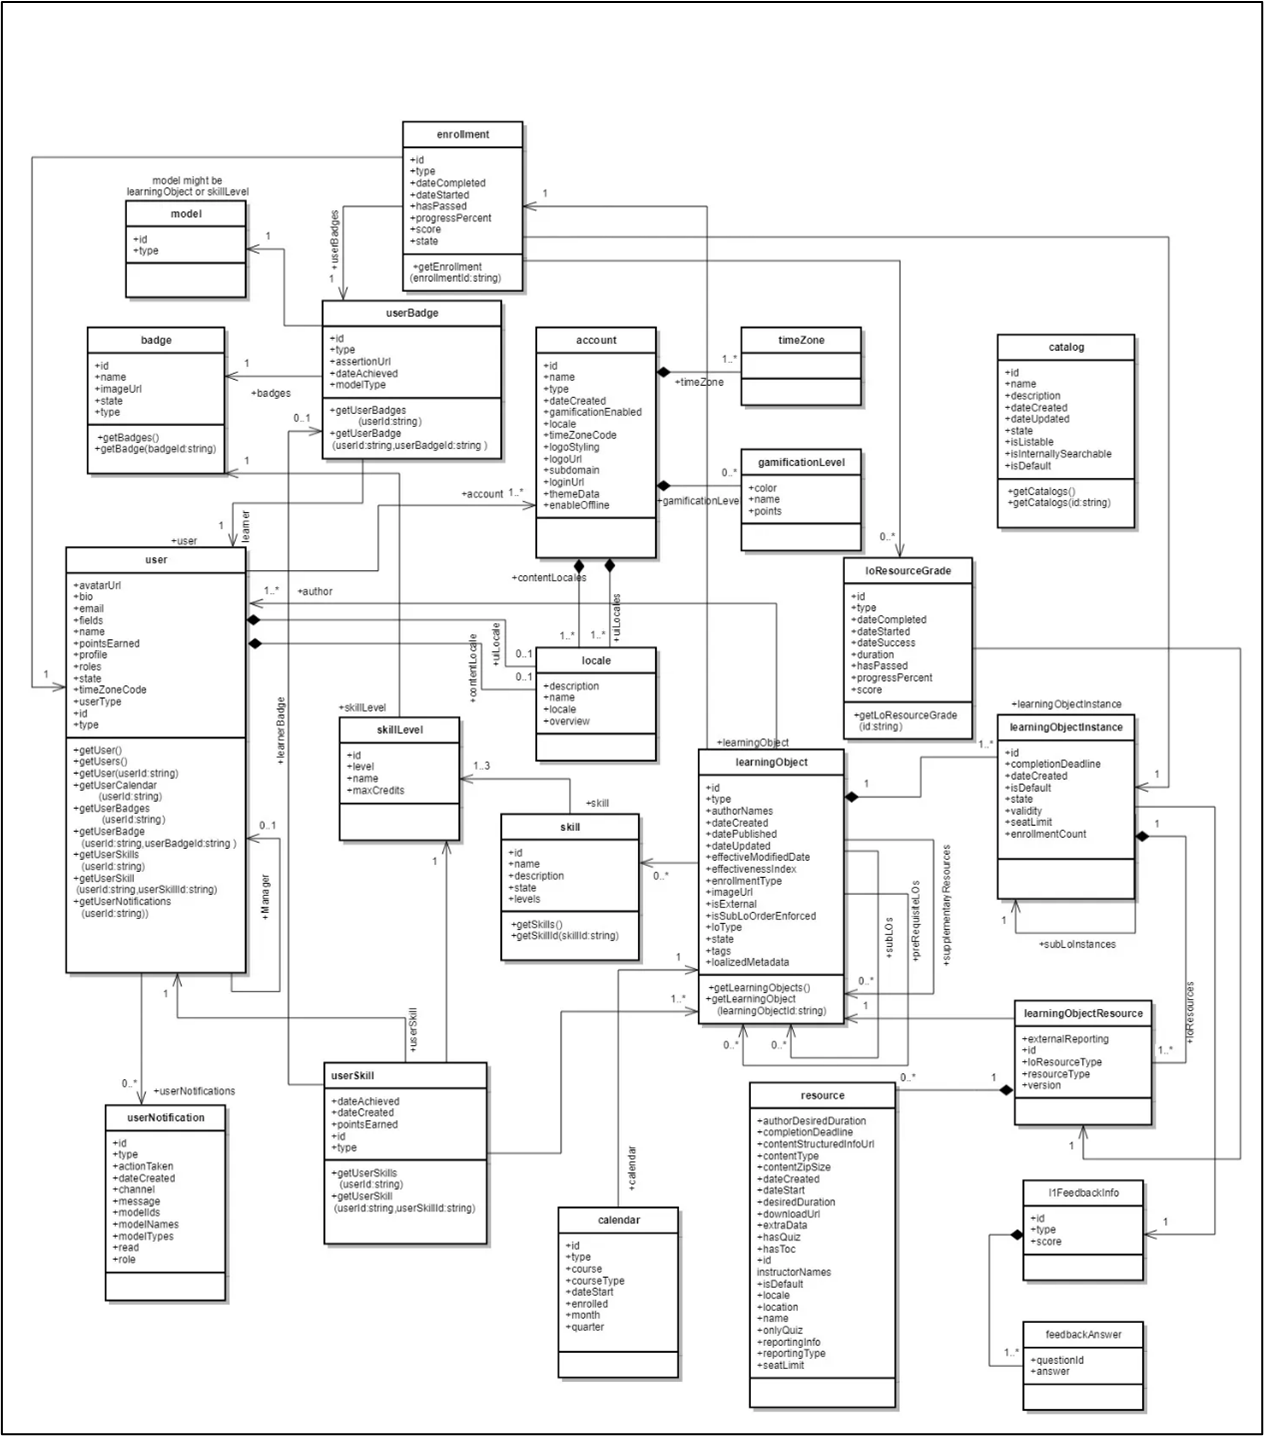 enrollment
+id
+type
+dateCompleted
+dateStarted
+hasPassed
+progressPercent
+score
+state
+getEnrollment
(enrollmentId:string)
1
+userBadges
1
model might be
learningObject or skillLevel
model
+id
+type
1
userBadge
+id
+type
+assertionUrl
+dateAchieved
+modelType
+getUserBadges
(userId:string)
+getUserBadge
(userId:string,userBadgeId:string )
badge
+id
+name
+imageUrl
+state
+type
+getBadges()
+getBadge(badgeId:string)
1
+badges
0..1
1
account
+id
+name
+type
+dateCreated
+gamificationEnabled
+locale
+timeZoneCode
+logoStyling
+logoUrl
+subdomain
+loginUrl
+themeData
+enableOffline
timeZone
1..*
+timeZone
gamificationLevel
+color
+name
+points
0..*
+gamificationLeve
catalog
+id
+name
+description
+dateCreated
+dateUpdated
+state
+isListable
+isInternallySearchable
+isDefault
+getCatalogs()
+getCatalogs(id:string)
+account
1..*
1
learner
+user
user
+avatarUrl
+bio
+email
+fields
+name
+pointsEarned
+profile
+roles
+state
+timeZoneCode
+userType
+id
+type
+getUser()
+getUsers()
+getUser(userId:string)
+getUserCalendar
(userId:string)
+getUserBadges
(userId:string)
+getUserBadge
(userId:string,userBadgeId:string )
+getUserSkills
(userId:string)
+getUserSkill
(userId:string,userSkillId:string)
+getUserNotifications
(userId:string))
1
1..*
+author
+contentLocales
+uiLocales
1..*
1..*
+contentLocale
+uiLocale
0..1
0..1
locale
+description
+name
+locale
+overview
0..*
loResourceGrade
+id
+type
+dateCompleted
+dateStarted
+dateSuccess
+duration
+hasPassed
+progressPercent
+score
+getLoResourceGrade
(id:string)
+learnerBadge
+skillLevel
skillLevel
+id
+level
+name
+maxCredits
1..3
1
+skill
skill
+id
+name
+description
+state
+levels
+getSkills()
+getSkillId(skillId:string)
0..*
+learningObject
learningObject
+id
+type
+authorNames
+dateCreated
+datePublished
+dateUpdated
+effectiveModifiedDate
+effectivenessIndex
+enrollmentType
+imageUrl
+isExternal
+isSubLoOrderEnforced
+loType
+state
+tags
+loalizedMetadata
+getLearningObjects()
+getLearningObject
(learningObjectId:string)
1
1..*
+learningObjectInstance
learningObjectInstance
+id
+completionDeadline
+dateCreated
+isDefault
+state
+validity
+seatLimit
+enrollmentCount
1
1
1
+subLoInstances
+subLOs
+preRequisiteLOs
+supplementaryResources
0..*
1
0..*
0..*
1
1..*
0..1
+Manager
1
0..*
+userNotifications
userNotification
+id
+type
+actionTaken
+dateCreated
+channel
+message
+modelIds
+modelNames
+modelTypes
+read
+role
+userSkill
userSkill
+dateAchieved
+dateCreated
+pointsEarned
+id
+type
+getUserSkills
(userId:string)
+getUserSkill
(userId:string,userSkillId:string)
+calendar
calendar
+id
+type
+course
+courseType
+dateStart
+enrolled
+month
+quarter
learningObjectResource
+externalReporting
+id
+loResourceType
+resourceType
+version
1..*
+loResources
0..*
1
1
resource
+authorDesiredDuration
+completionDeadline
+contentStructuredInfoUrl
+contentType
+contentZipSize
+dateCreated
+dateStart
+desiredDuration
+downloadUrl
+extraData
+hasQuiz
+hasToc
+id
instructorNames
+isDefault
+locale
+location
+name
+onlyQuiz
+reportingInfo
+reportingType
+seatLimit
l1FeedbackInfo
+id
+type
+score
1
feedbackAnswer
+questionId
+answer
1..*